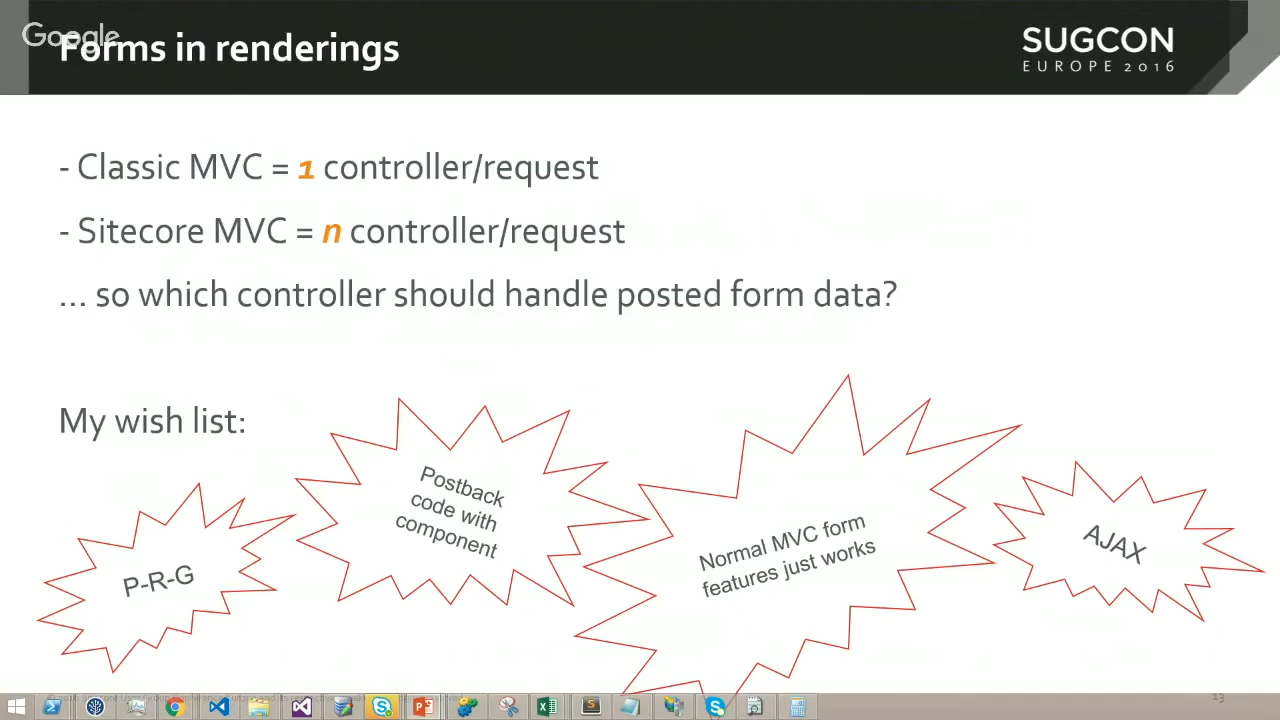 Google
Forms in renderings
SUGCON
EUROPE 2016
- Classic MVC = 1 controller/request
- Sitecore MVC = n controller/request
... so which controller should handle posted form data?
My wish list:
Postback
code with
component
Normal MVC form
features just works
AJAX
P-R-G
13